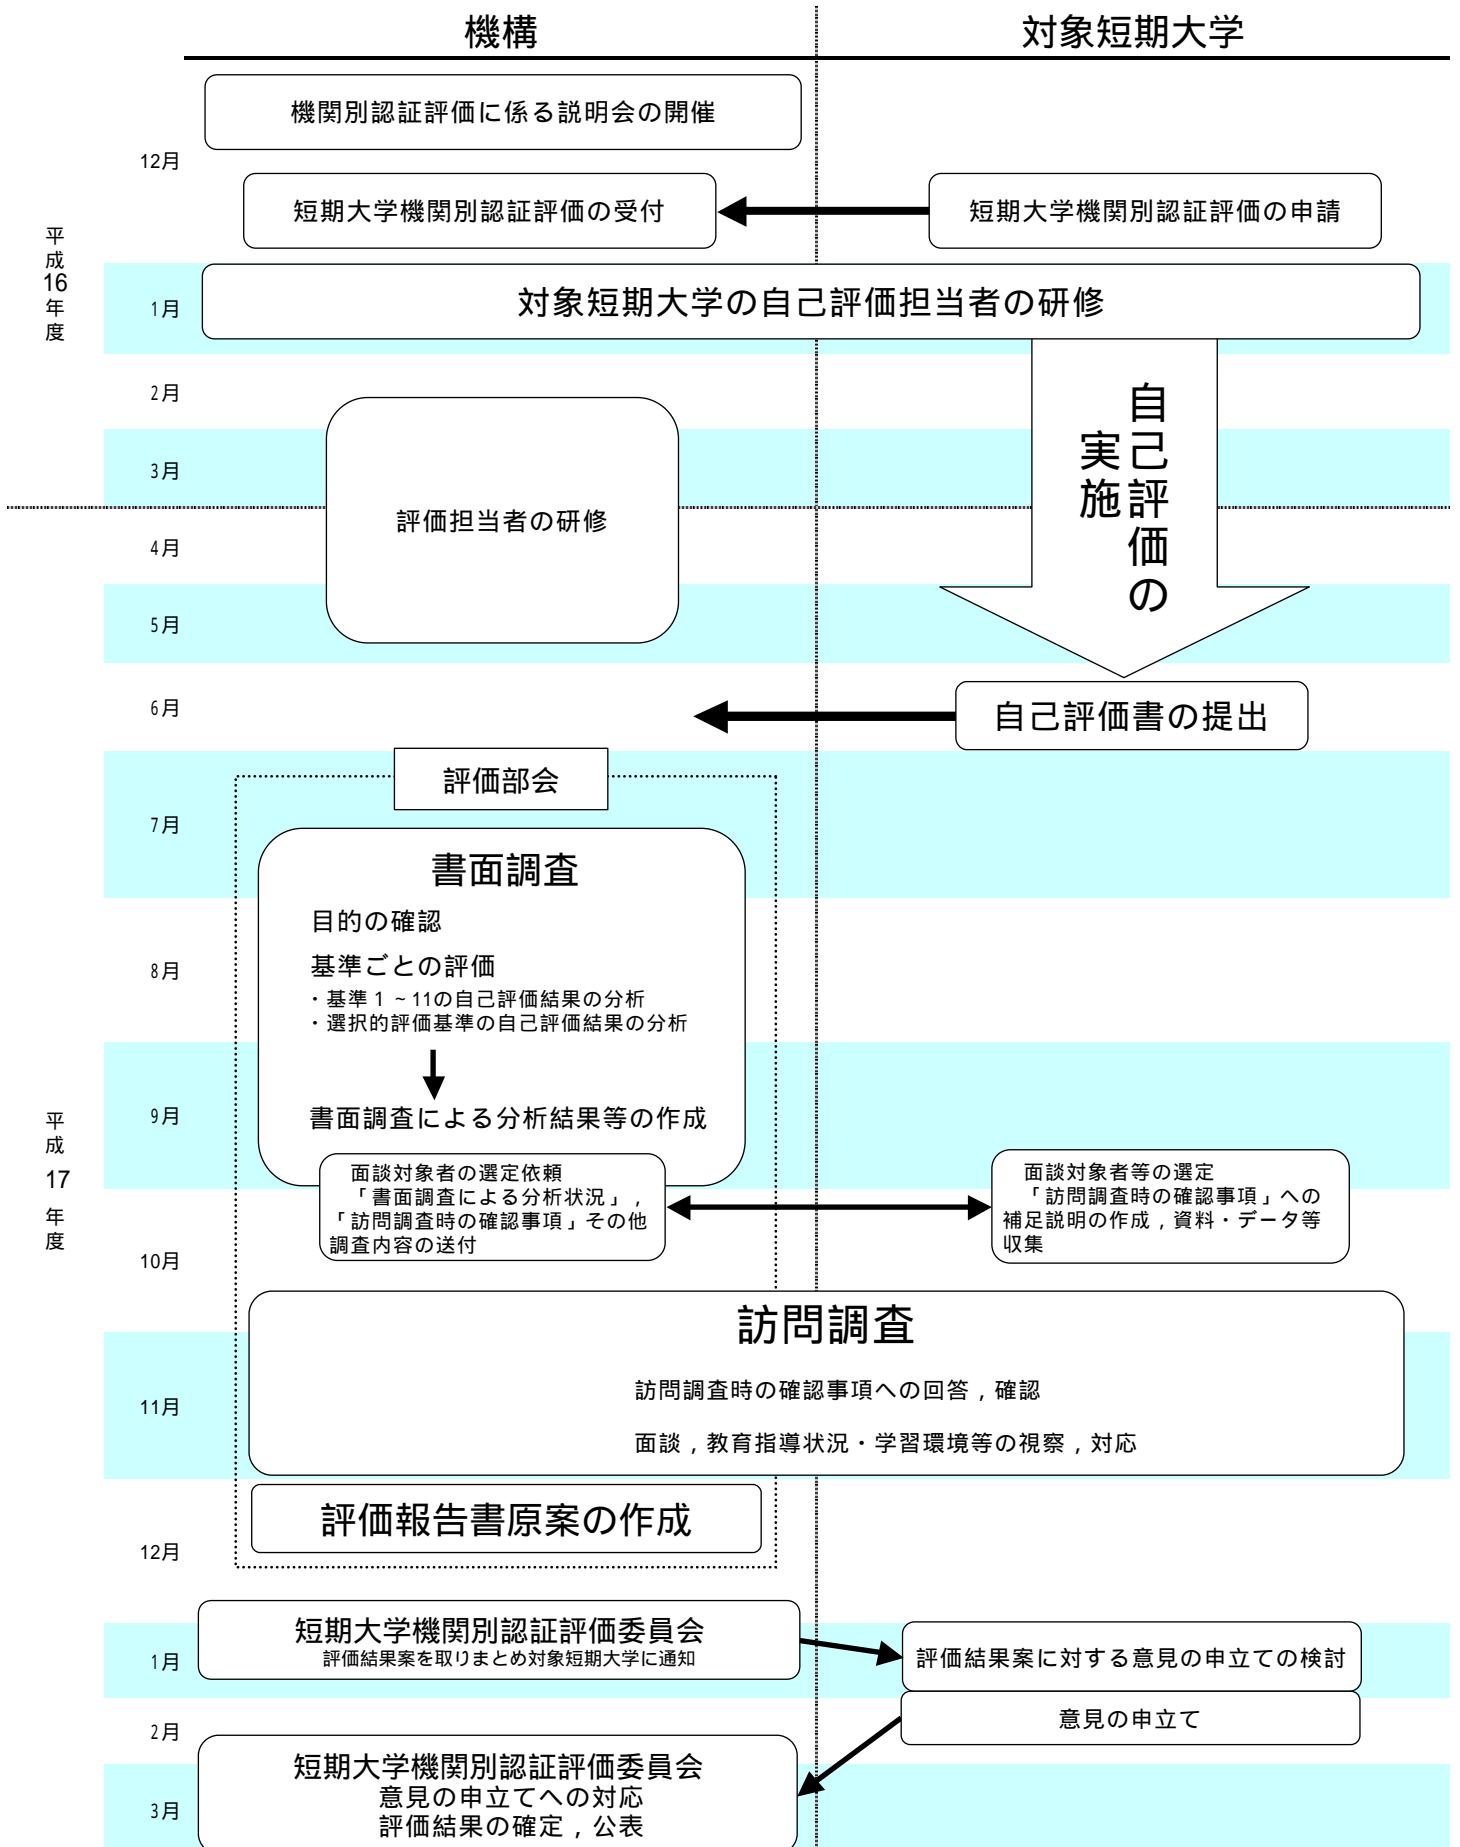 機構
対象短期大学
機関別認証評価に係る説明会の開催
12月
短期大学機関別認証評価の受付
短期大学機関別認証評価の申請
平成16年度
1月
対象短期大学の自己評価担当者の研修
2月
自己評価の
実施
3月
評価担当者の研修
4月
5月
6月
自己評価書の提出
評価部会
7月
書面調査
目的の確認
8月
基準ごとの評価
・基準1~11の自己評価結果の分析
・選択的評価基準の自己評価結果の分析
平成17年度
9月
書面調査による分析結果等の作成
面談対象者の選定依頼
「書面調査による分析状況」,
「訪問調査時の確認事項」その他
調査内容の送付
面談対象者等の選定
「訪問調査時の確認事項」への
補足説明の作成,資料・データ等
収集
10月
訪問調査
11月
訪問調査時の確認事項への回答,確認
面談,教育指導状況・学習環境等の視察,対応
評価報告書原案の作成
12月
短期大学機関別認証評価委員会
評価結果案を取りまとめ対象短期大学に通知
1月
評価結果案に対する意見の申立ての検討
意見の申立て
2月
短期大学機関別認証評価委員会
意見の申立てへの対応
評価結果の確定,公表
3月